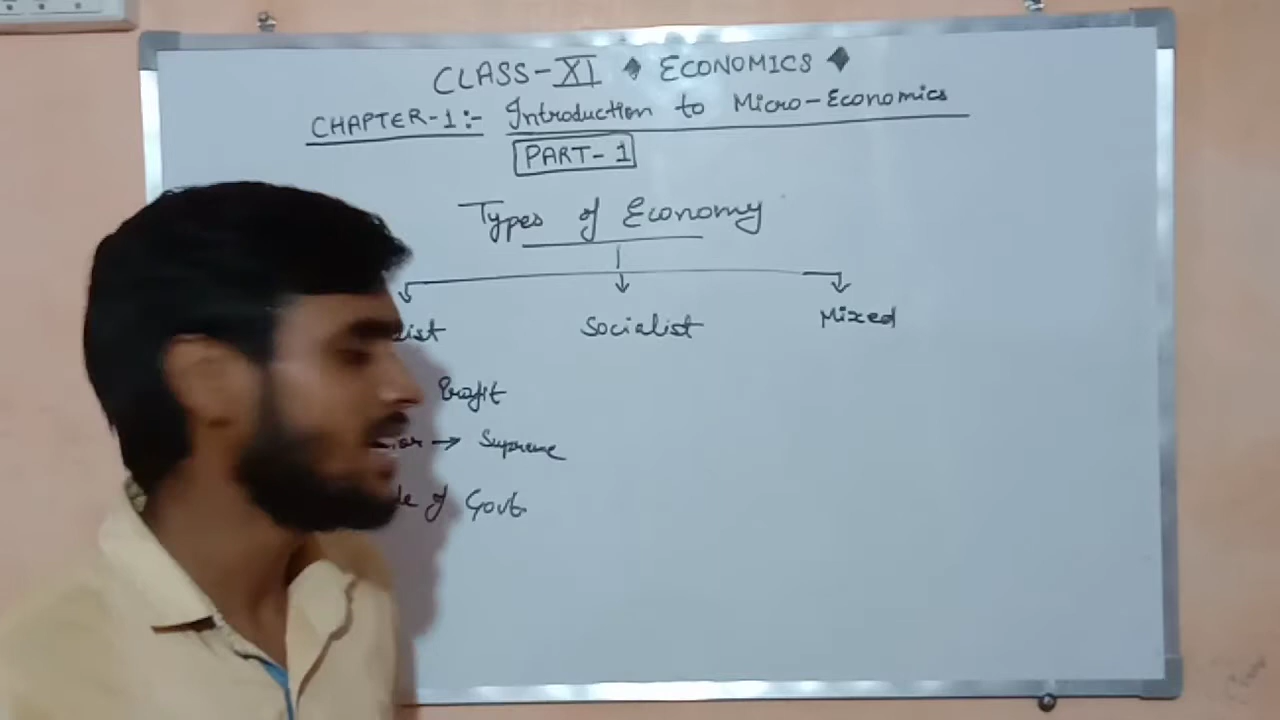 CLASS-XI ◆ ECONOMICS ◆
CHAPTER-1:- Introduction to Micro-Economics
PART-1
Types of Economy
Socialist Mixed
Profit
→ Supreme
of Govt.